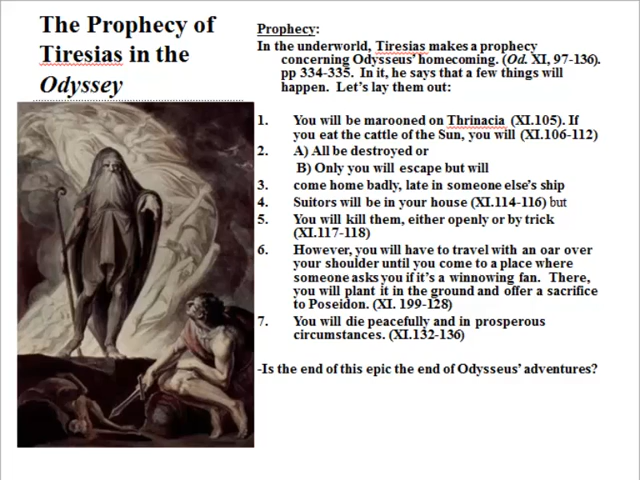 The Prophecy of
Tiresias in the
Odyssey
Prophecy:
In the underworld, Tiresias makes a prophecy
concerning Odysseus' homecoming. (Od. XI, 97-136).
pp 334-335. In it, he says that a few things will
happen. Let's lay them out:
1. You will be marooned on Thrinacia (XI.105). If
you eat the cattle of the Sun, you will (XI.106-112)
2. A) All be destroyed or
B) Only you will escape but will
3. come home badly, late in someone else's ship
4. Suitors will be in your house (XI.114-116) but
5. You will kill them, either openly or by trick
(XI.117-118)
6. However, you will have to travel with an oar over
your shoulder until you come to a place where
someone asks you if it's a winnowing fan. There,
you will plant it in the ground and offer a sacrifice
to Poseidon. (XI. 199-128)
7. You will die peacefully and in prosperous
circumstances. (XI.132-136)
-Is the end of this epic the end of Odysseus' adventures?